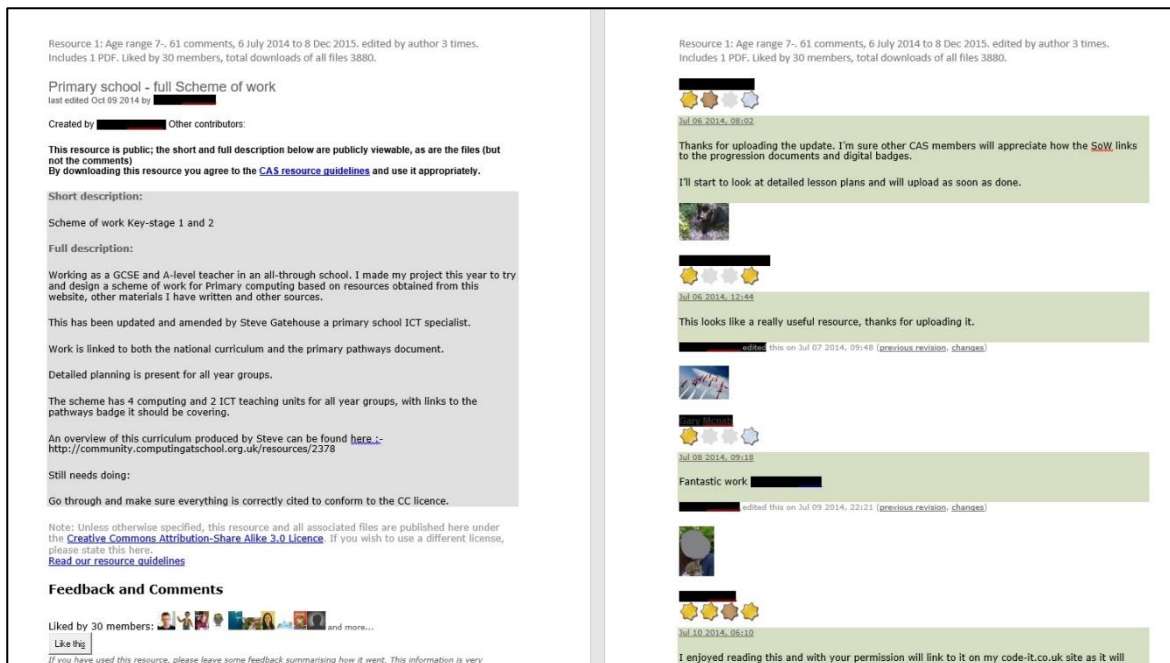 Resource 1: Age range 7-. 61 comments, 6 July 2014 to 8 Dec 2015. edited by author 3 times.
Includes 1 PDF. Liked by 30 members, total downloads of all files 3880.
Primary school - full Scheme of work
last edited Oct 09 2014 by
Created by Other contributors:
This resource is public; the short and full description below are publicly viewable, as are the files (but
not the comments)
By downloading this resource you agree to the CAS resource guidelines and use it appropriately.
Short description:
Scheme of work Key-stage 1 and 2
Full description:
Working as a GCSE and A-level teacher in an all-through school. I made my project this year to try
and design a scheme of work for Primary computing based on resources obtained from this
website, other materials I have written and other sources.
This has been updated and amended by Steve Gatehouse a primary school ICT specialist.
Work is linked to both the national curriculum and the primary pathways document.
Detailed planning is present for all year groups.
The scheme has 4 computing and 2 ICT teaching units for all year groups, with links to the
pathways badge it should be covering.
An overview of this curriculum produced by Steve can be found here :-
http://community.computingatschool.org.uk/resources/2378
Still needs doing:
Go through and make sure everything is correctly cited to conform to the CC licence.
Note: Unless otherwise specified, this resource and all associated files are published here under
the Creative Commons Attribution-Share Alike 3.0 Licence. If you wish to use a different license,
please state this here.
Read our resource guidelines
Feedback and Comments
Liked by 30 members: and more...
Like this
If you have used this resource, please leave some feedback summarising how it went. This information is very
Resource 1: Age range 7-. 61 comments, 6 July 2014 to 8 Dec 2015. edited by author 3 times.
Includes 1 PDF. Liked by 30 members, total downloads of all files 3880.
Jul 06 2014, 08:02
Thanks for uploading the update. I'm sure other CAS members will appreciate how the SoW links
to the progression documents and digital badges.
I'll start to look at detailed lesson plans and will upload as soon as done.
Jul 06 2014, 12:44
This looks like a really useful resource, thanks for uploading it.
edited this on Jul 07 2014, 09:48 (previous revision, changes)
Jul 08 2014, 09:18
Fantastic work
edited this on Jul 09 2014, 22:21 (previous revision, changes)
Jul 10 2014, 06:10
I enjoyed reading this and with your permission will link to it on my code-it.co.uk site as it will